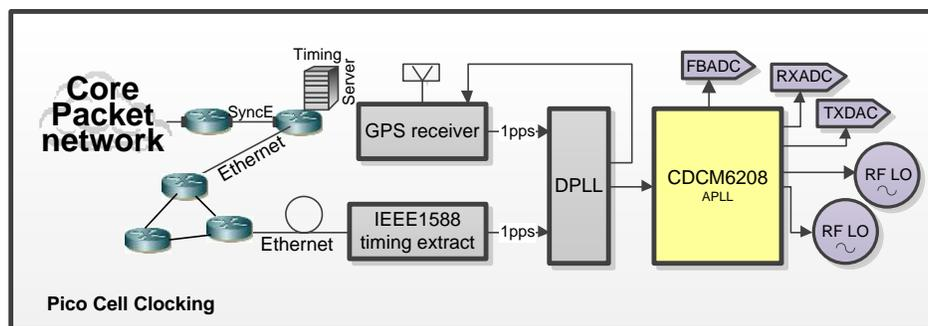 Core
Packet
network
SyncE
Timing
Server
Ethernet
Ethernet
GPS receiver
1pps
IEEE1588
timing extract
1pps
DPLL
CDCM6208
APLL
FBADC
RXADC
TXDAC
RF LO
RF LO
Pico Cell Clocking